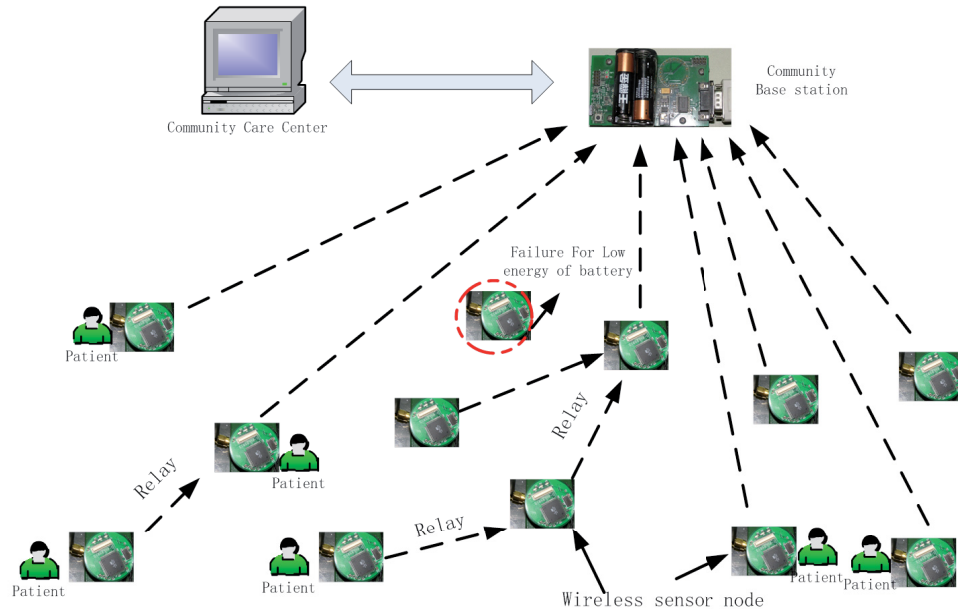 Community
Base station
Community Care Center
Failure For Low
energy of battery
Patient
Relay
Relay
Patient
Relay
Patient
Patient
Patient
Patient
Wireless sensor node